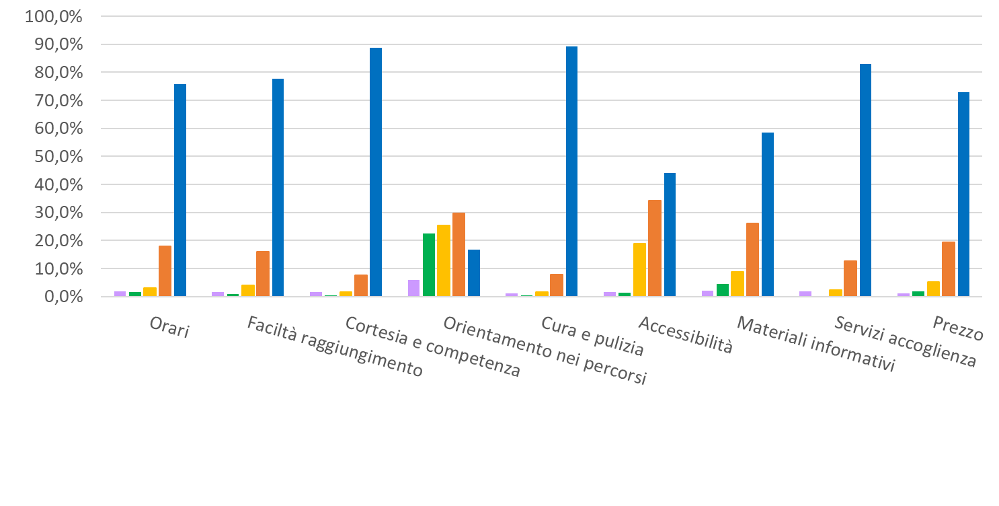 100,0%
90,0%
80,0%
70,0%
60,0%
50,0%
40,0%
30,0%
20,0%
10,0%
0,0%
Orari
Faciltà raggiungimento
Cortesia e competenza
Orientamento nei percorsi
Cura e pulizia
Accessibilità
Materiali informativi
Servizi accoglienza
Prezzo